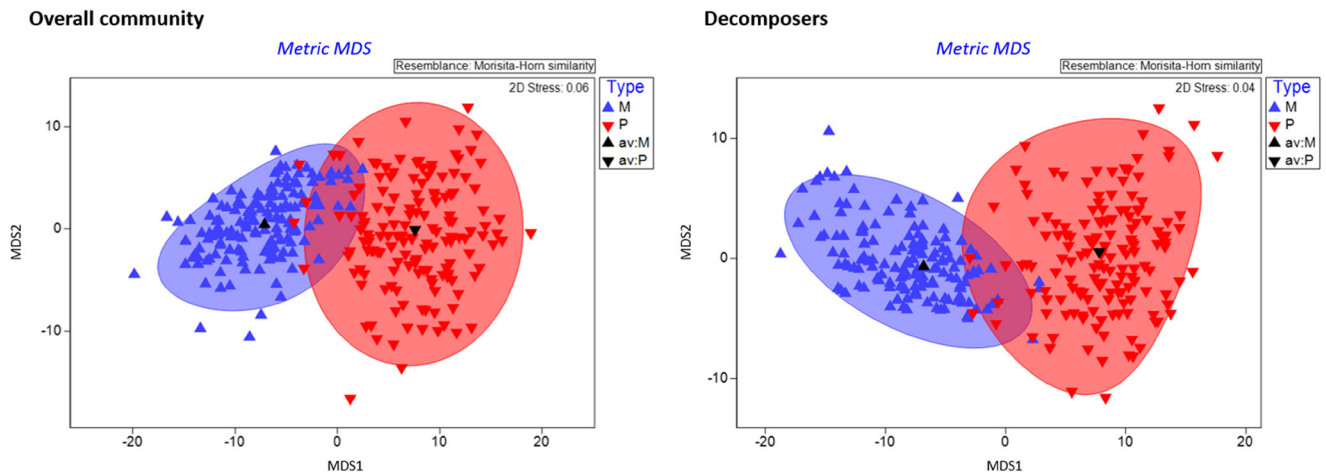 Overall community
Metric MDS
Resemblance: Morisita-Horn similarity
2D Stress: 0.06
Type
M
P
av:M
av:P
10
0
-10
MDS2
-20
-10
0
10
20
MDS1
Decomposers
Metric MDS
Resemblance: Morisita-Horn similarity
2D Stress: 0.04
Type
M
P
av:M
av:P
10
0
-10
MDS2
-20
-10
0
10
20
MDS1